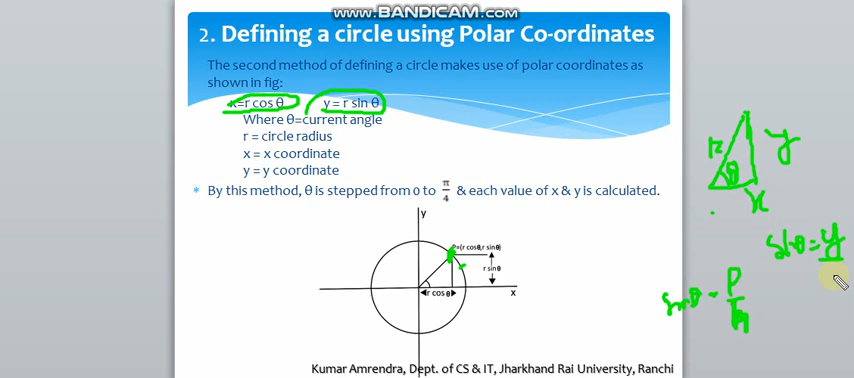 www.BANDICAM.com
2. Defining a circle using Polar Co-ordinates
The second method of defining a circle makes use of polar coordinates as
shown in fig:
x=r cos θ y = r sin θ
Where θ=current angle
r = circle radius
x = x coordinate
y = y coordinate
* By this method, θ is stepped from 0 to π/4 & each value of x & y is calculated.
y
P=(r cosθ, r sinθ)
r sinθ
r cosθ
x
r
θ
y
x
sinθ = y
sinθ = P/h
Kumar Amrendra, Dept. of CS & IT, Jharkhand Rai University, Ranchi